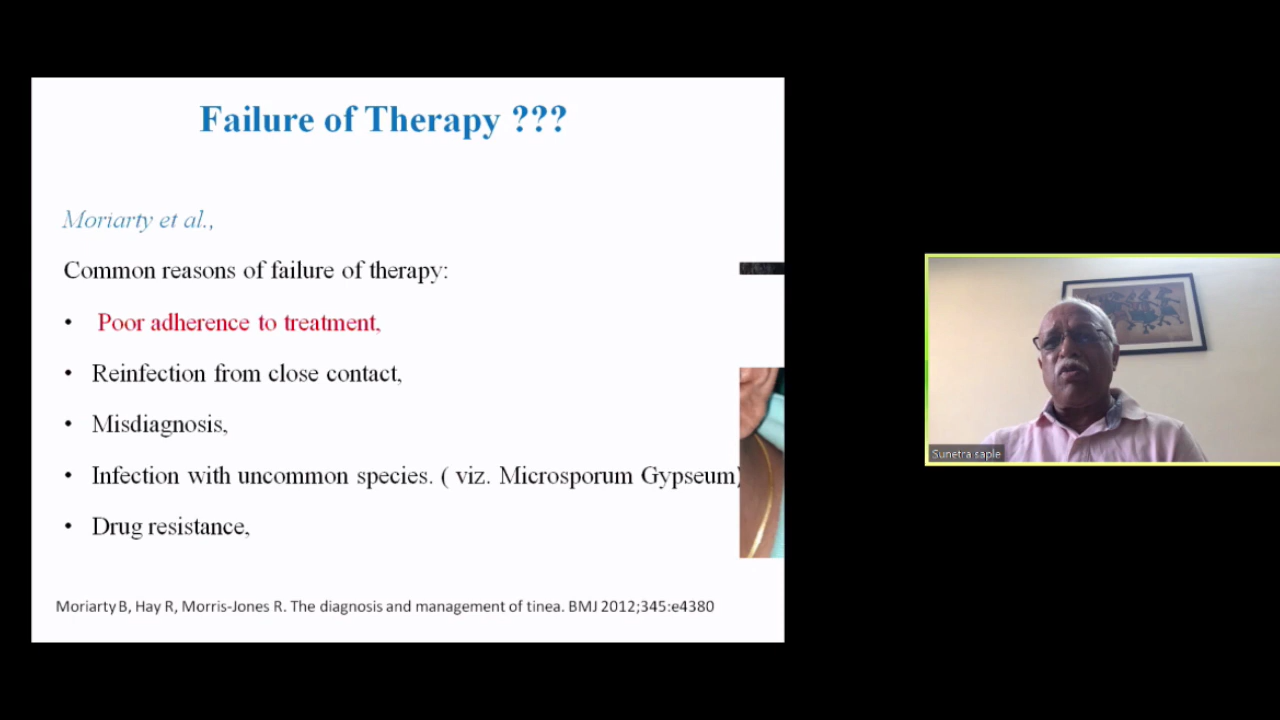 Failure of Therapy ???
Moriarty et al.,
Common reasons of failure of therapy:
• Poor adherence to treatment,
• Reinfection from close contact,
• Misdiagnosis,
• Infection with uncommon species. ( viz. Microsporum Gypseum)
• Drug resistance,
Moriarty B, Hay R, Morris-Jones R. The diagnosis and management of tinea. BMJ 2012;345:e4380
Sunetra saple